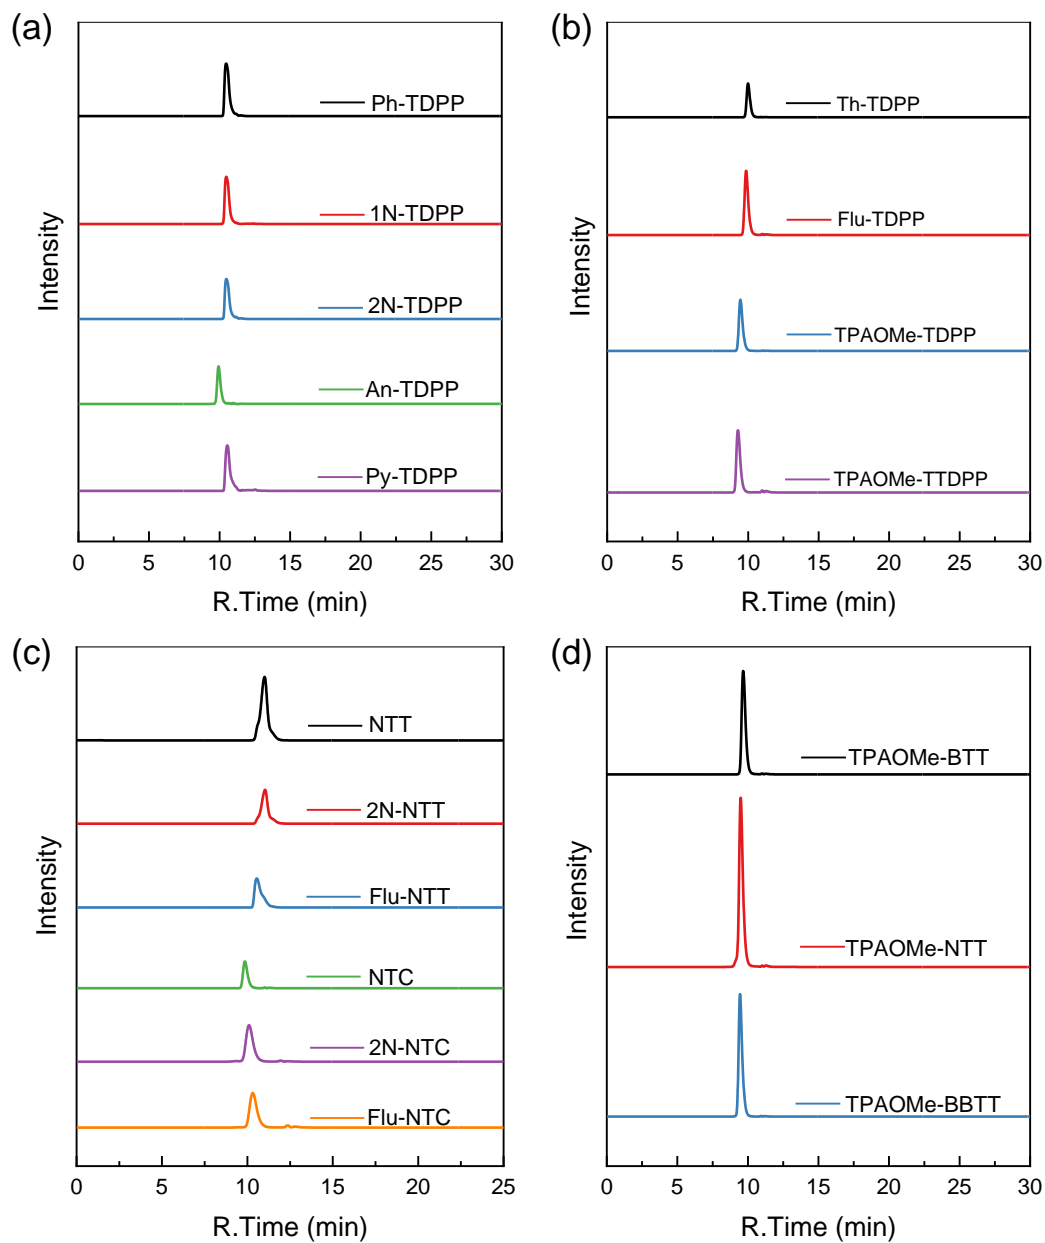 (a)
Ph-TDPP
1N-TDPP
2N-TDPP
An-TDPP
Py-TDPP
Intensity
0 5 10 15 20 25 30
R.Time (min)
(b)
Th-TDPP
Flu-TDPP
TPAOMe-TDPP
TPAOMe-TTDPP
Intensity
0 5 10 15 20 25 30
R.Time (min)
(c)
NTT
2N-NTT
Flu-NTT
NTC
2N-NTC
Flu-NTC
Intensity
0 5 10 15 20 25
R.Time (min)
(d)
TPAOMe-BTT
TPAOMe-NTT
TPAOMe-BBTT
Intensity
0 5 10 15 20 25 30
R.Time (min)